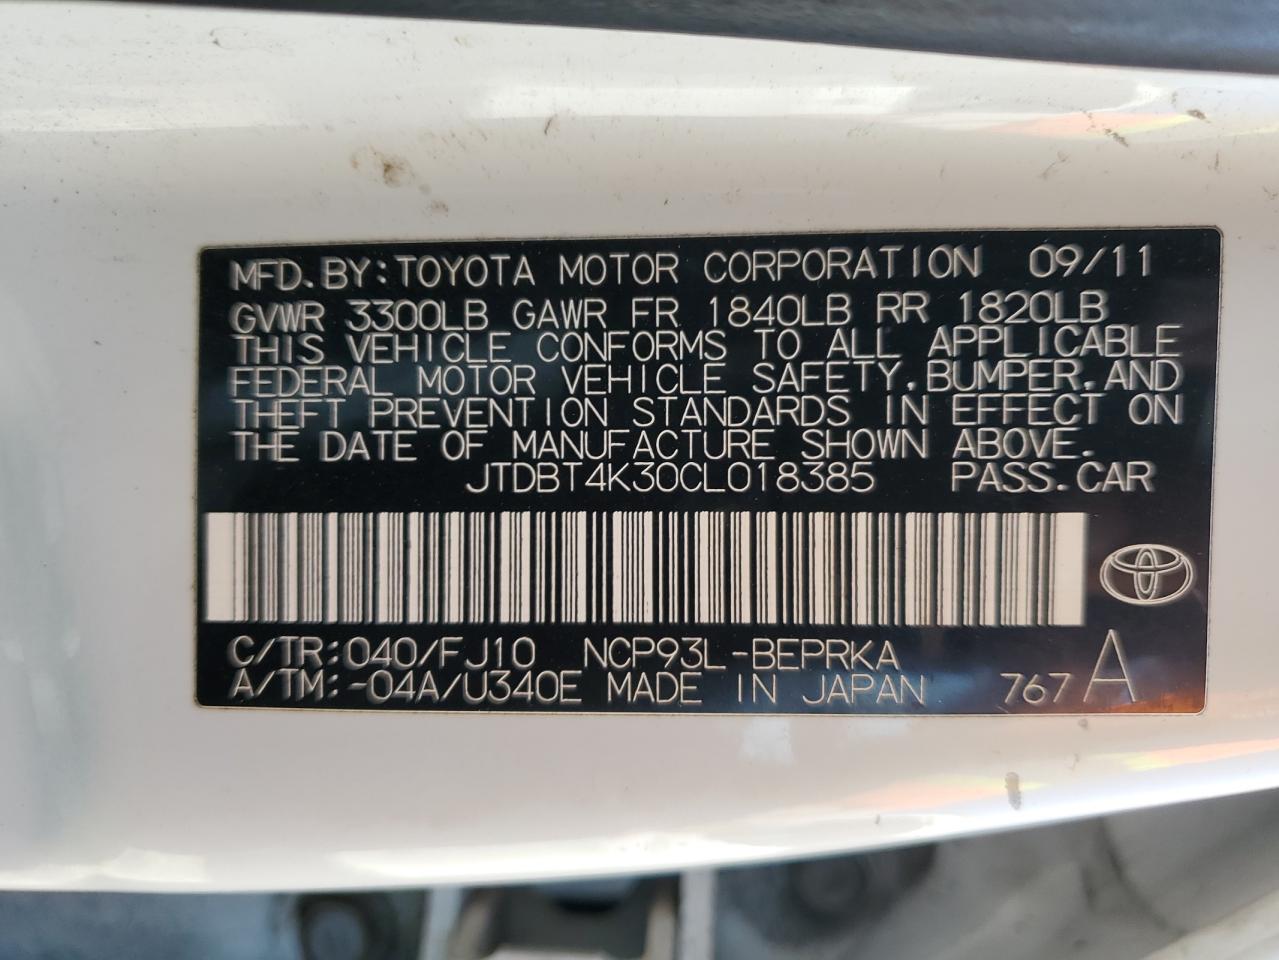 MFD. BY: TOYOTA MOTOR CORPORATION 09/11
GVWR 3300LB GAWR FR 1840LB RR 1820LB
THIS VEHICLE CONFORMS TO ALL APPLICABLE
FEDERAL MOTOR VEHICLE SAFETY, BUMPER, AND
THEFT PREVENTION STANDARDS IN EFFECT ON
THE DATE OF MANUFACTURE SHOWN ABOVE.
JTDBT4K30CL018385 PASS. CAR
C/TR: 040/FJ10 NCP93L-BEPRKA
A/TM: -04A/U340E MADE IN JAPAN 767 A